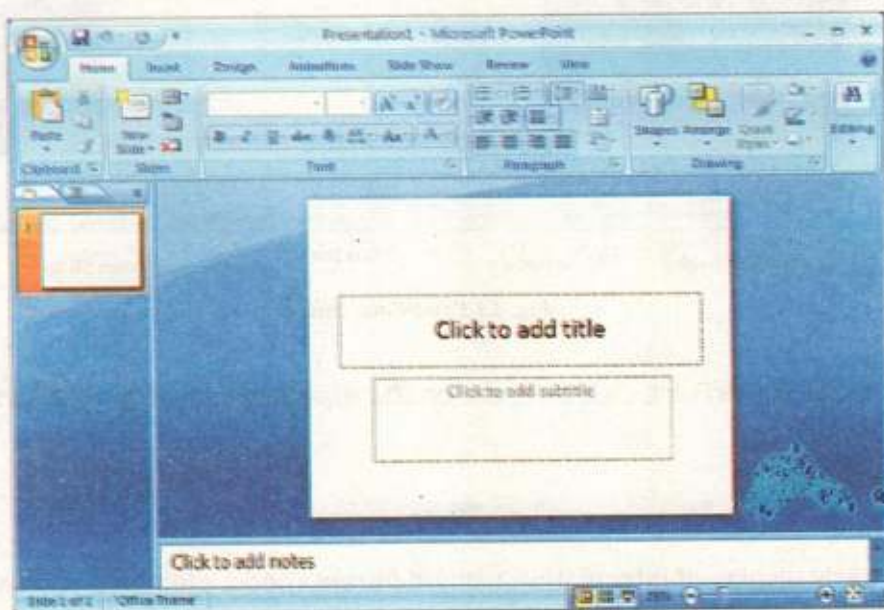 Presentation1 - Microsoft PowerPoint
Home Insert Design Animations Slide Show Review View
Paste New Slide Shapes Arrange Quick Styles Editing
Clipboard Slides Font Paragraph Drawing
Click to add title
Click to add subtitle
Click to add notes
Slide 1 of 1 "Office Theme"